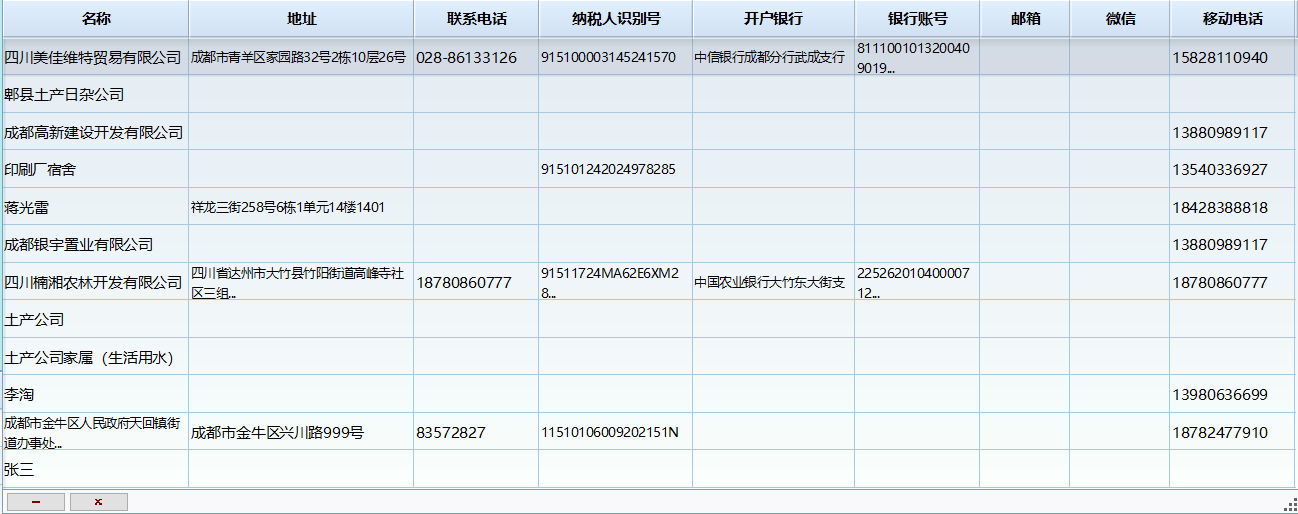 名称 地址 联系电话 纳税人识别号 开户银行 银行账号 邮箱 微信 移动电话
四川美佳维特贸易有限公司 成都市青羊区家园路32号2栋10层26号 028-86133126 915100003145241570 中信银行成都分行武成支行 811100101320040
9019... 15828110940
郫县土产日杂公司
成都高新建设开发有限公司 13880989117
印刷厂宿舍 915101242024978285 13540336927
蒋光雷 祥龙三街258号6栋1单元14楼1401 18428388818
成都银宇置业有限公司 13880989117
四川楠湘农林开发有限公司 四川省达州市大竹县竹阳街道高峰寺社
区三组... 18780860777 91511724MA62E6XM2
8... 中国农业银行大竹东大街支 225262010400007
12... 18780860777
土产公司
土产公司家属（生活用水）
李淘 13980636699
成都市金牛区人民政府天回镇街
道办事处... 成都市金牛区兴川路999号 83572827 11510106009202151N 18782477910
张三